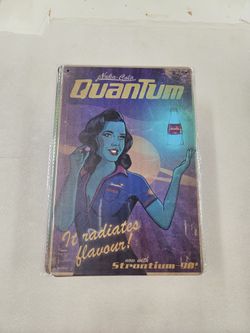 Nuka-Cola
QUANTUM
It radiates
flavour!
now with
Strontium-90!